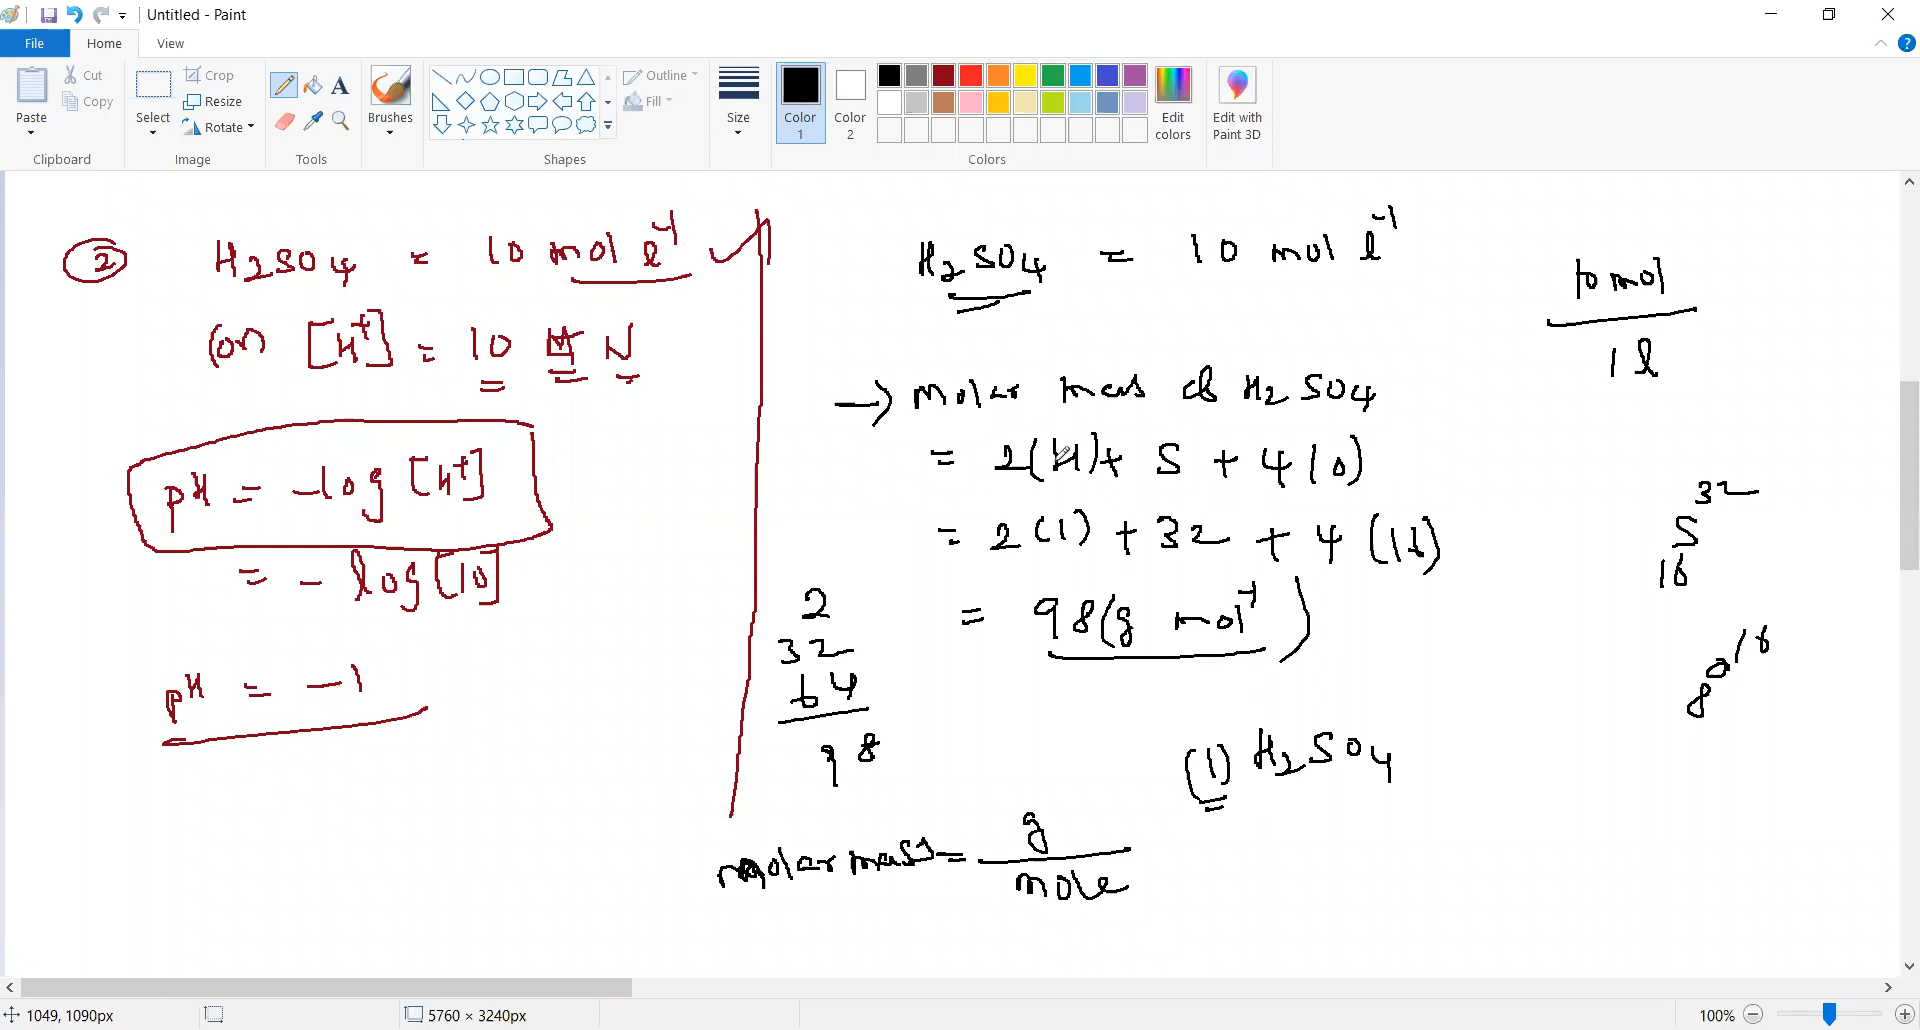 Untitled - Paint
File Home View
Paste
Cut
Copy
Clipboard
Select
Crop
Resize
Rotate
Image
Tools
Brushes
Shapes
Outline
Fill
Size
Color 1
Color 2
Edit colors
Colors
Edit with Paint 3D
② H₂SO₄ = 10 mol l⁻¹ ✓
(or) [H⁺] = 10 M N
pH = -log [H⁺]
= - log [10]
pH = -1
H₂SO₄ = 10 mol l⁻¹
10 mol
1 l
→ molar mass of H₂SO₄
= 2(H) + S + 4(O)
= 2(1) + 32 + 4(16)
= 98(g mol⁻¹)
2
32
64
98
S 32
16
8 O 16
(1) H₂SO₄
molar mass = g
mole
1049, 1090px
5760 × 3240px
100%